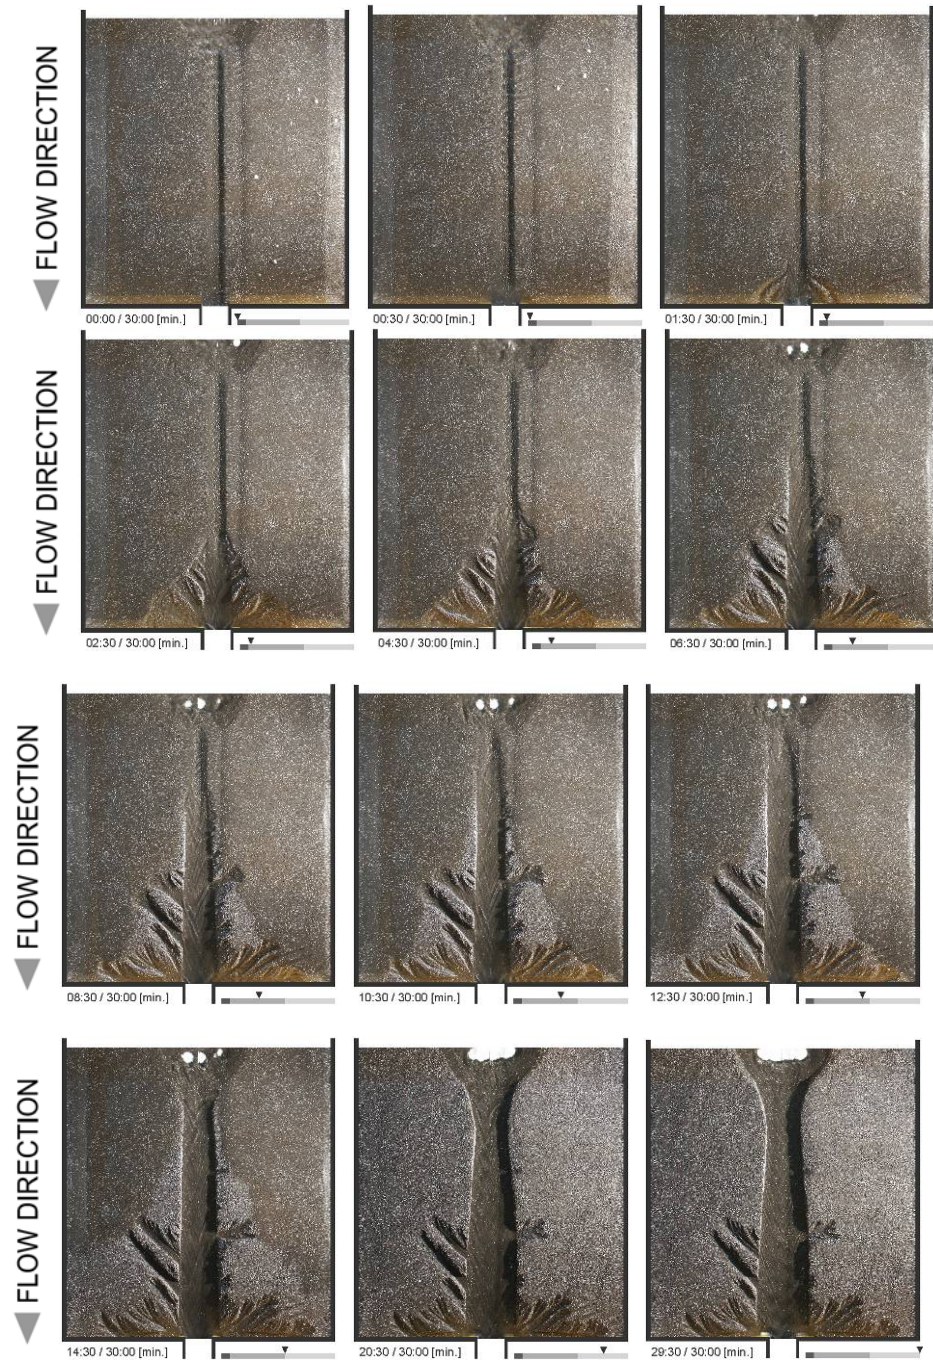 FLOW DIRECTION
00:00 / 30:00 [min.]
00:30 / 30:00 [min.]
01:30 / 30:00 [min.]
FLOW DIRECTION
02:30 / 30:00 [min.]
04:30 / 30:00 [min.]
06:30 / 30:00 [min.]
FLOW DIRECTION
08:30 / 30:00 [min.]
10:30 / 30:00 [min.]
12:30 / 30:00 [min.]
FLOW DIRECTION
14:30 / 30:00 [min.]
20:30 / 30:00 [min.]
29:30 / 30:00 [min.]